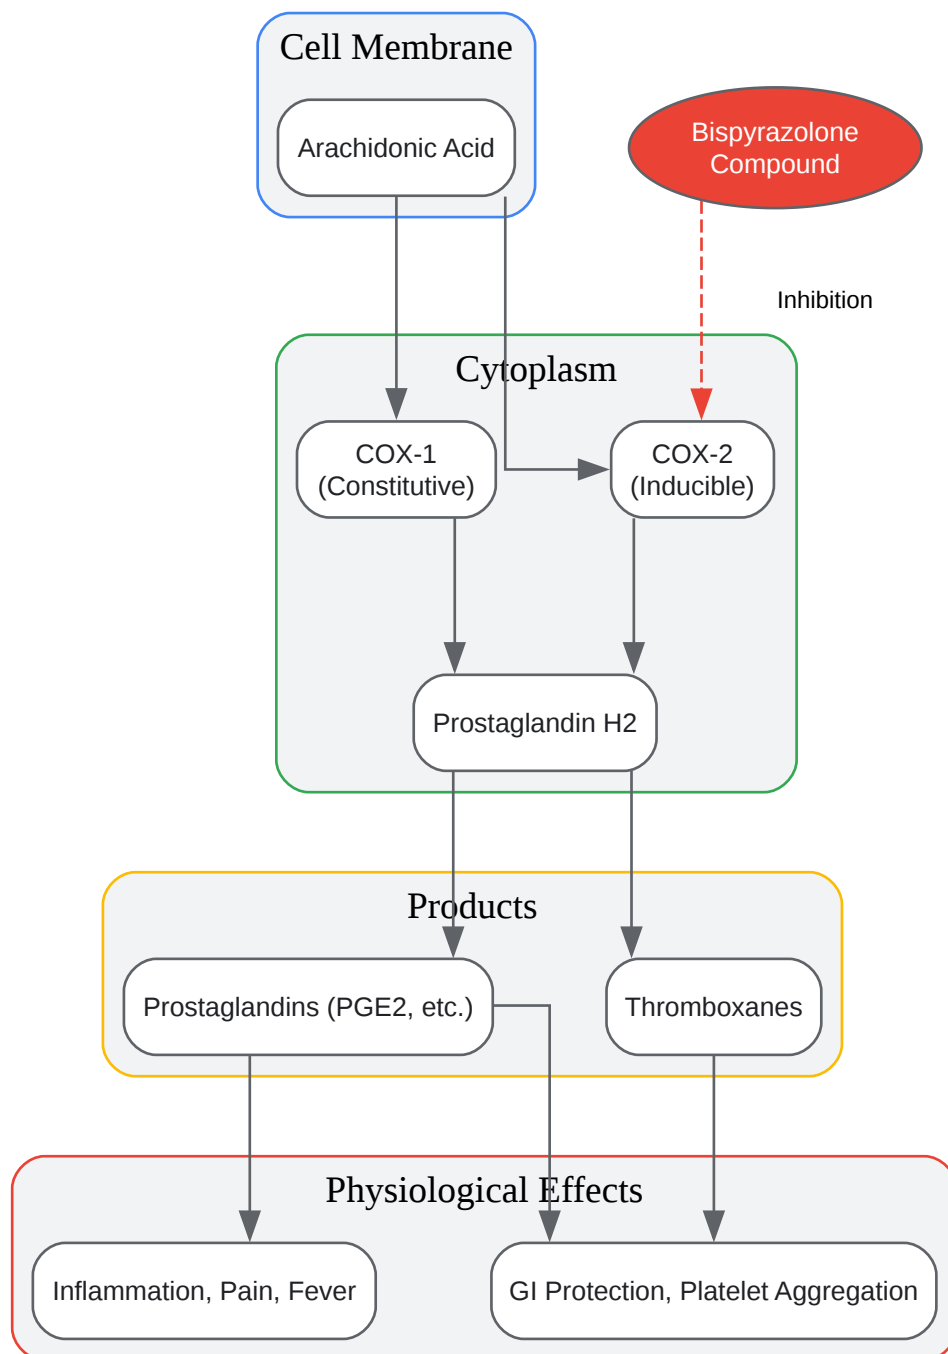 Cell Membrane
Arachidonic Acid
Bispyrazolone
Compound
Inhibition
Cytoplasm
COX-1
(Constitutive)
COX-2
(Inducible)
Prostaglandin H2
Products
Prostaglandins (PGE2, etc.)
Thromboxanes
Physiological Effects
Inflammation, Pain, Fever
GI Protection, Platelet Aggregation